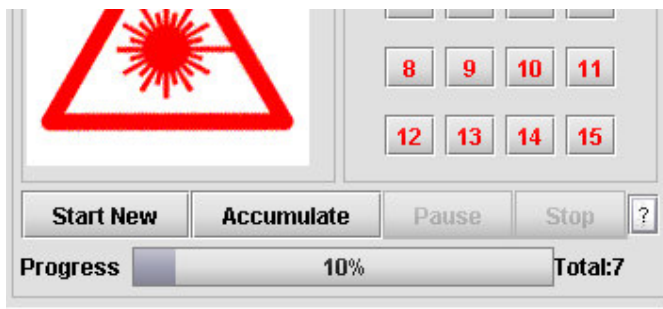 8 9 10 11
12 13 14 15
Start New Accumulate Pause Stop ?
Progress 10% Total:7